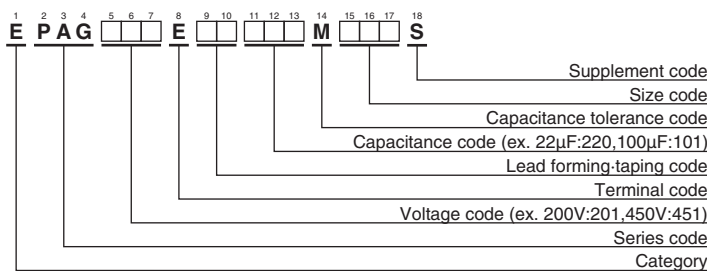 1 2 3 4 5 6 7 8 9 10 11 12 13 14 15 16 17 18
E P A G E M S
Supplement code
Size code
Capacitance tolerance code
Capacitance code (ex. 22μF:220,100μF:101)
Lead forming·taping code
Terminal code
Voltage code (ex. 200V:201,450V:451)
Series code
Category